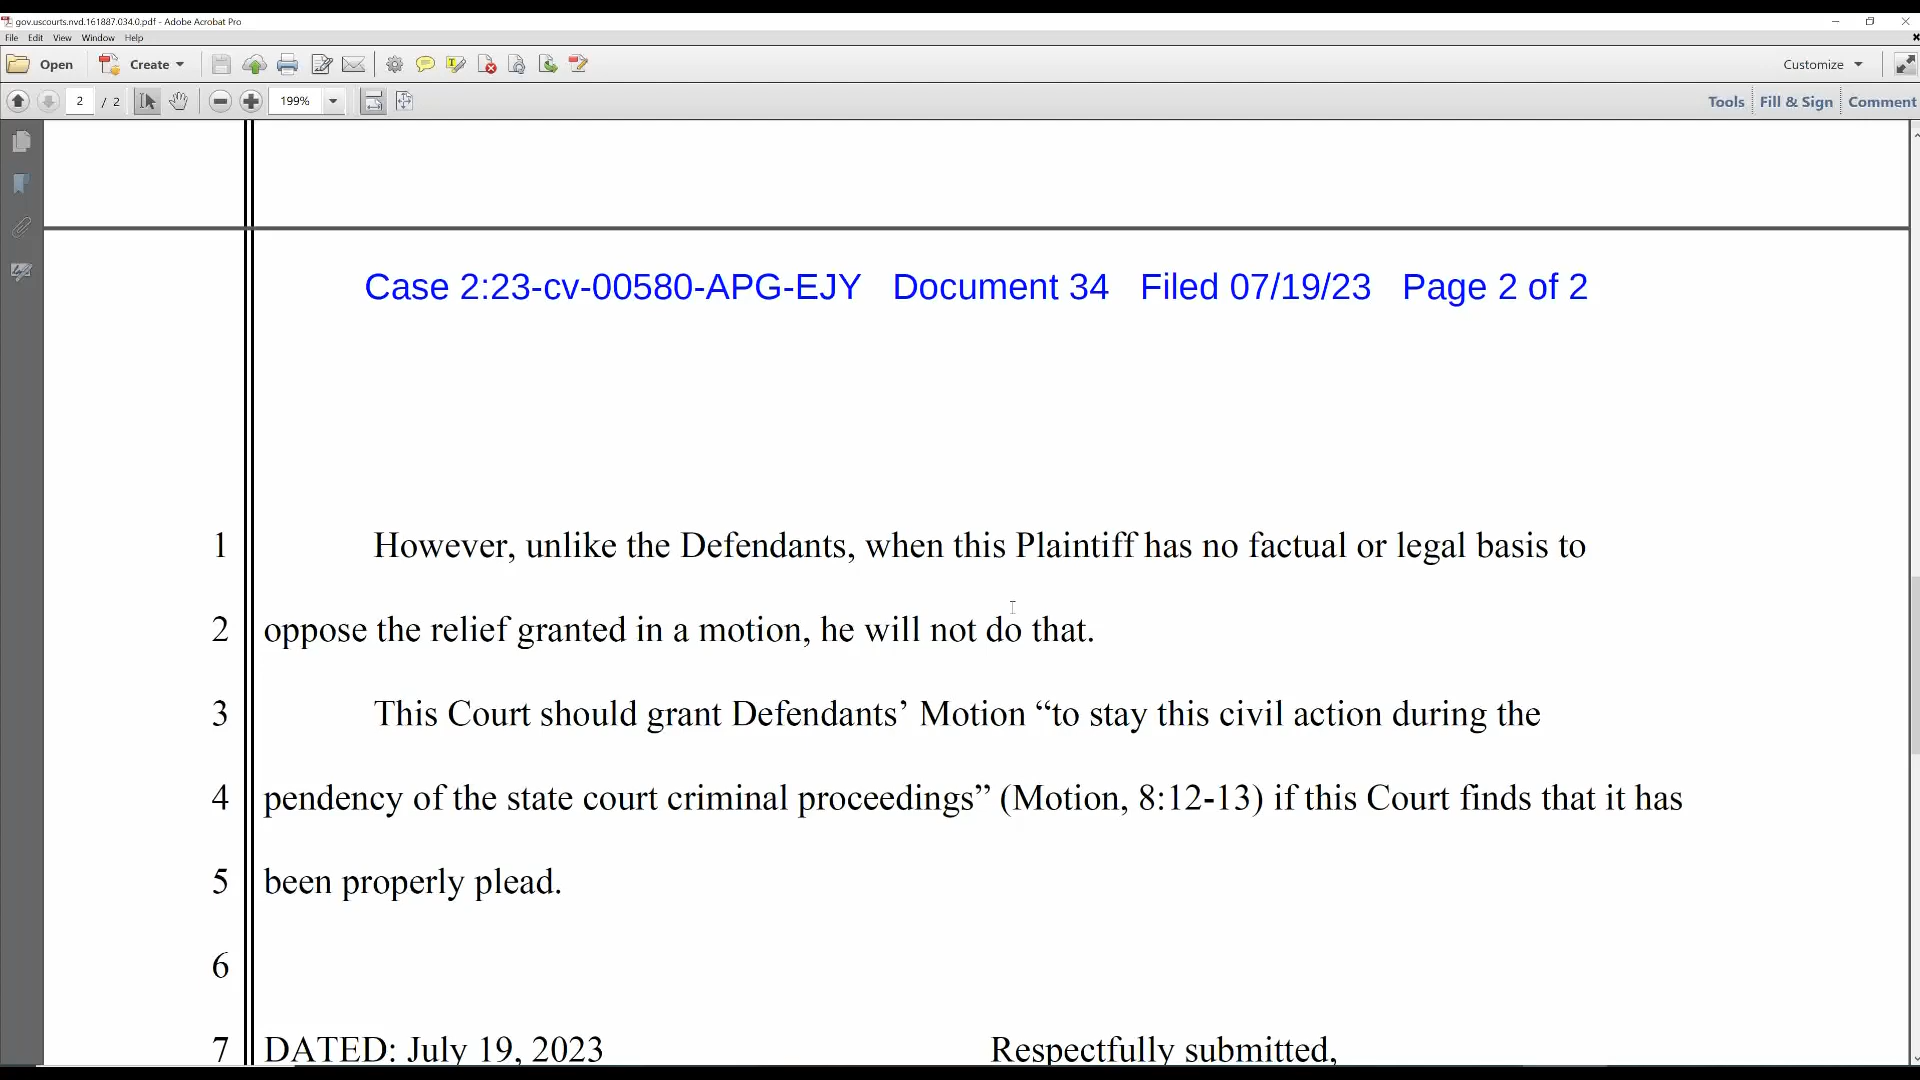 gov.uscourts.nvd.161887.034.0.pdf - Adobe Acrobat Pro
File Edit View Window Help
Open Create Customize
2 / 2 199% Tools Fill & Sign Comment
Case 2:23-cv-00580-APG-EJY Document 34 Filed 07/19/23 Page 2 of 2
1 However, unlike the Defendants, when this Plaintiff has no factual or legal basis to
2 oppose the relief granted in a motion, he will not do that.
3 This Court should grant Defendants’ Motion “to stay this civil action during the
4 pendency of the state court criminal proceedings” (Motion, 8:12-13) if this Court finds that it has
5 been properly plead.
6
7 DATED: July 19, 2023 Respectfully submitted,